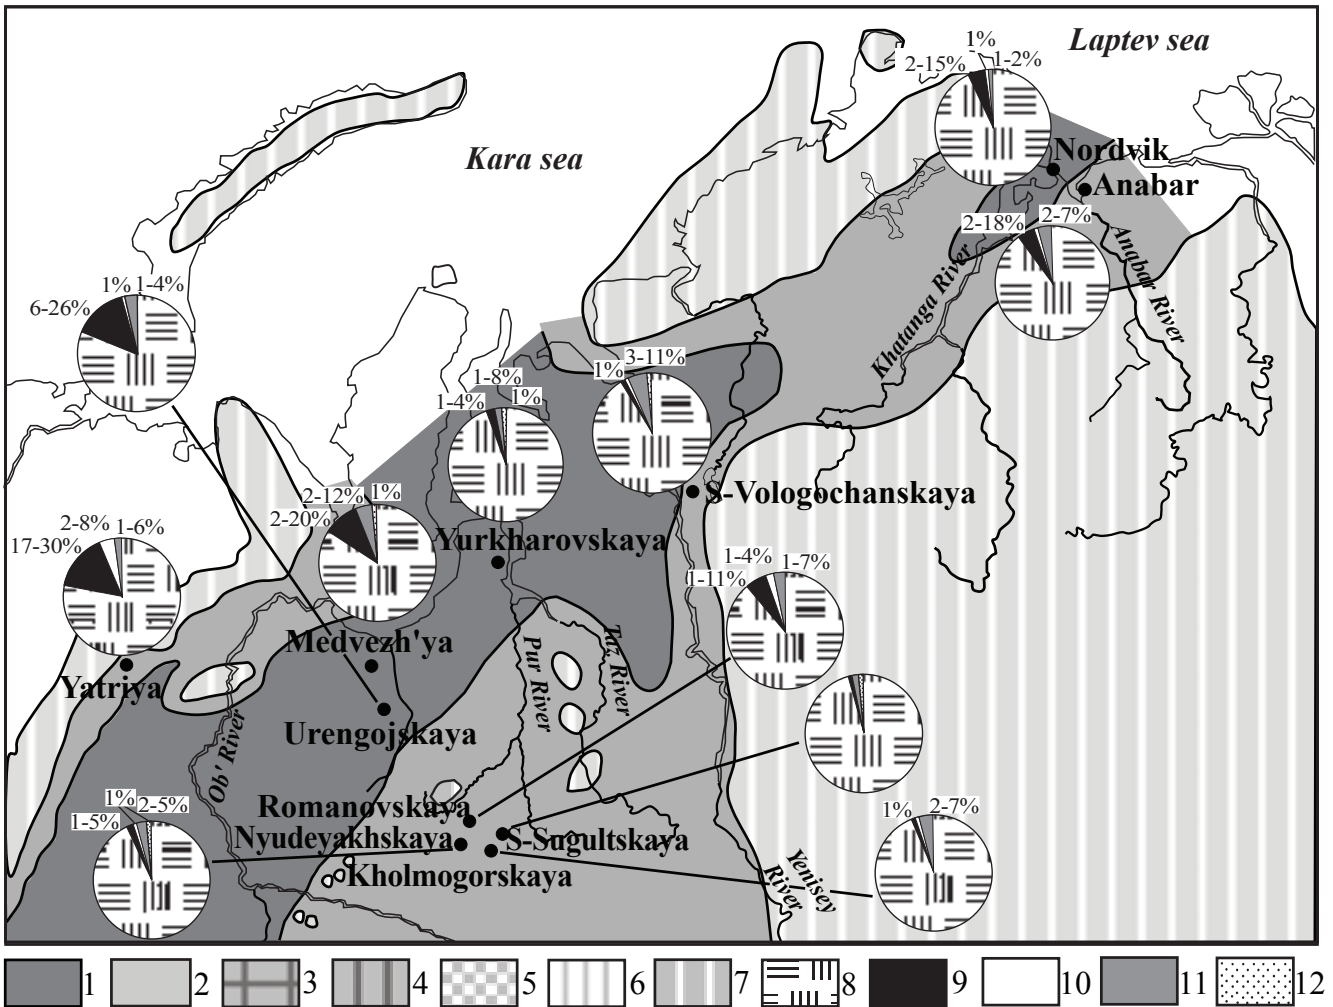 Laptev sea
1%
2-15%
1-2%
Kara sea
Nordvik
Anabar
2-18%
2-7%
Anabar River
Khatanga River
1%
1-4%
6-26%
1-8%
1-4%
1%
3-11%
1%
2-12%
1%
2-20%
S-Vologochanskaya
2-8%
1-6%
17-30%
Yurkharovskaya
1-4%
1-7%
1-11%
Medvezh'ya
Yatriya
Pur River
Taz River
Urengojskaya
Ob' River
Romanovskaya
Nyudeyakhskaya
S-Sugultskaya
Kholmogorskaya
1%
2-5%
1-5%
1%
2-7%
Yenisey
River
1 2 3 4 5 6 7 8 9 10 11 12